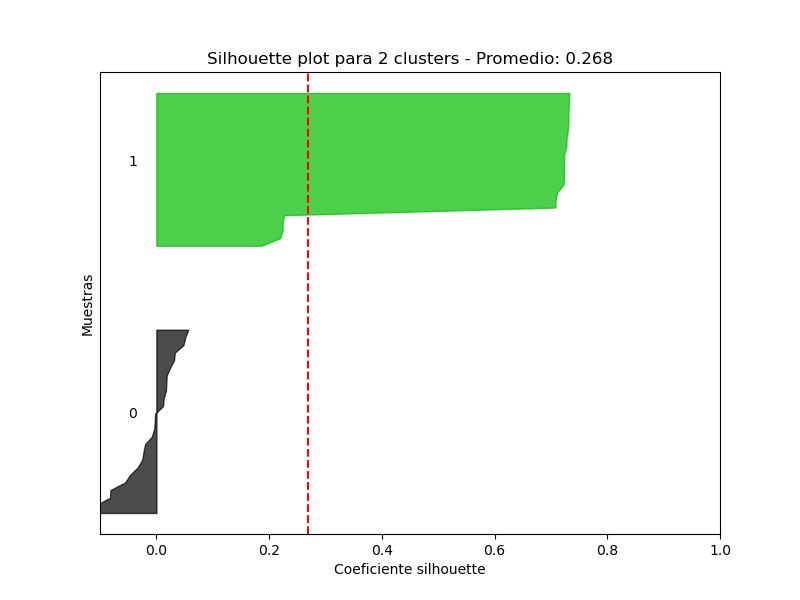 Silhouette plot para 2 clusters - Promedio: 0.268
1
0
Muestras
0.0 0.2 0.4 0.6 0.8 1.0
Coeficiente silhouette